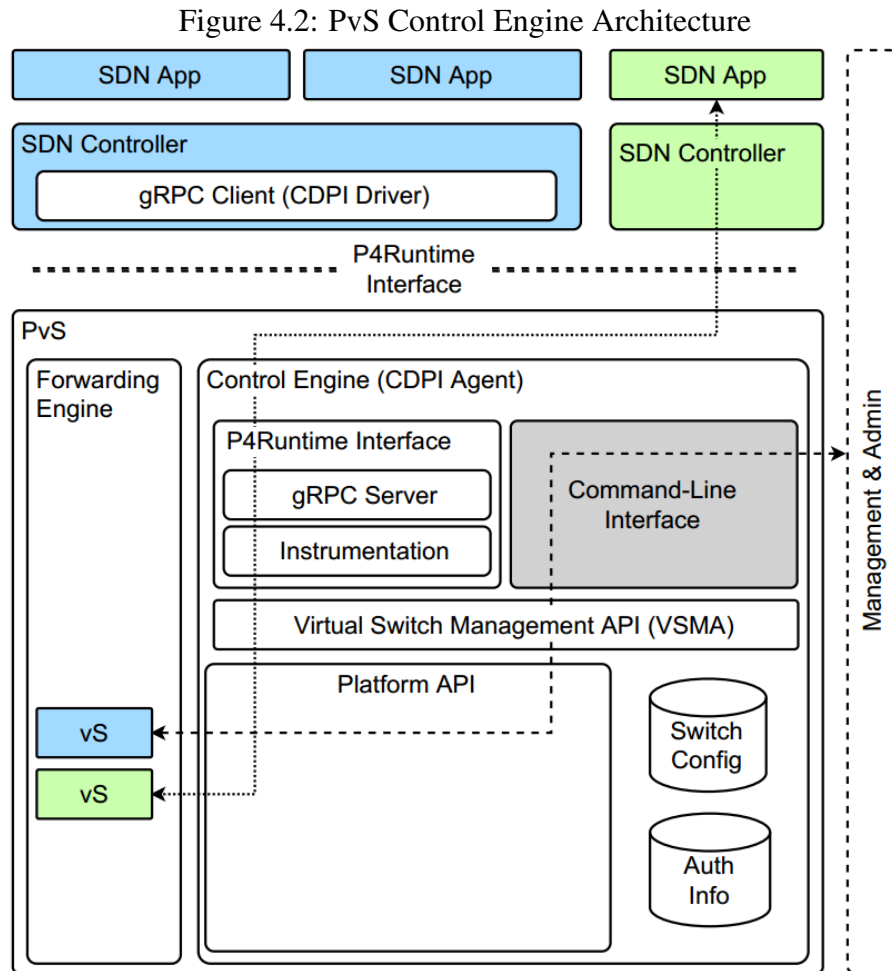 Figure 4.2: PvS Control Engine Architecture
SDN App
SDN App
SDN App
SDN Controller
gRPC Client (CDPI Driver)
SDN Controller
P4Runtime
Interface
PvS
Forwarding
Engine
Control Engine (CDPI Agent)
P4Runtime Interface
gRPC Server
Instrumentation
Command-Line
Interface
Virtual Switch Management API (VSMA)
Platform API
vS
vS
Switch
Config
Auth
Info
Management & Admin